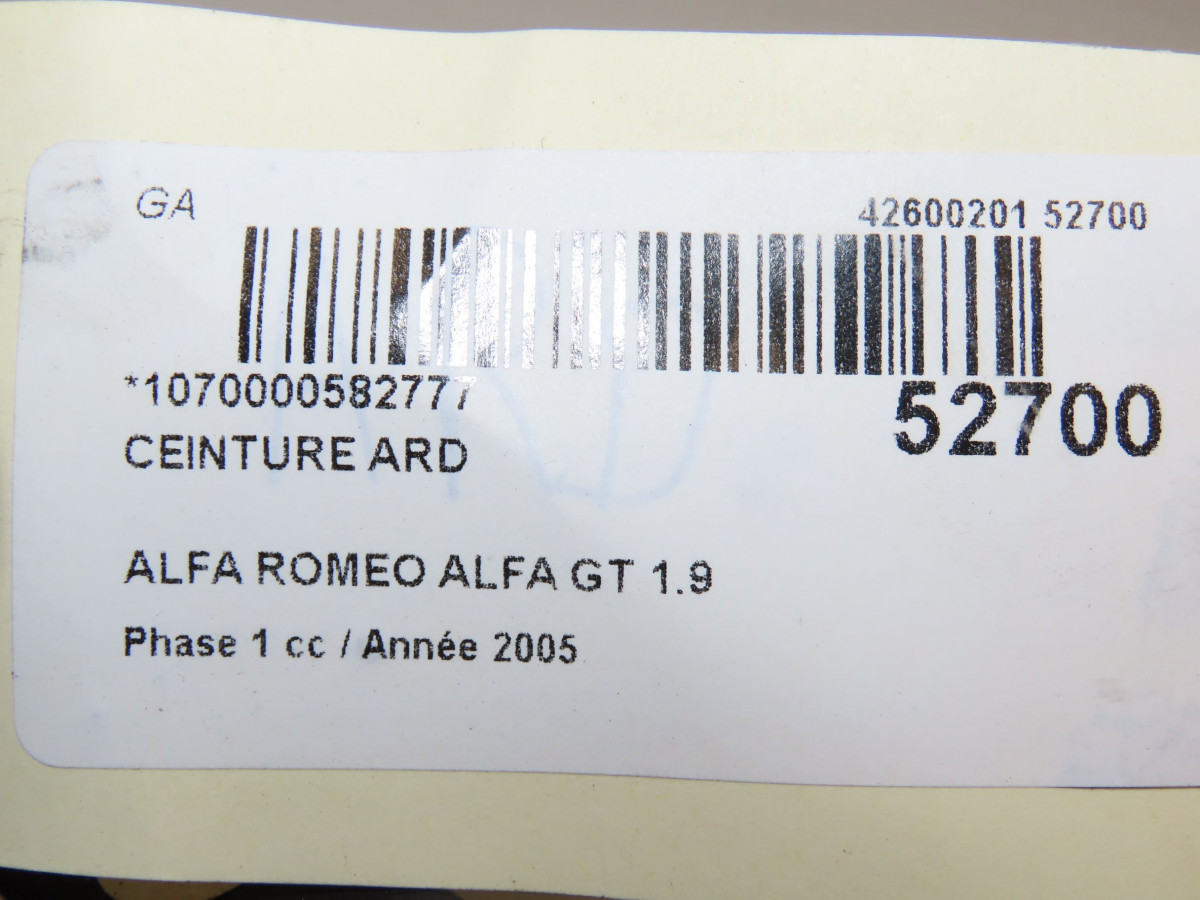 GA
42600201 52700
*1070000582777
52700
CEINTURE ARD
ALFA ROMEO ALFA GT 1.9
Phase 1 cc / Année 2005